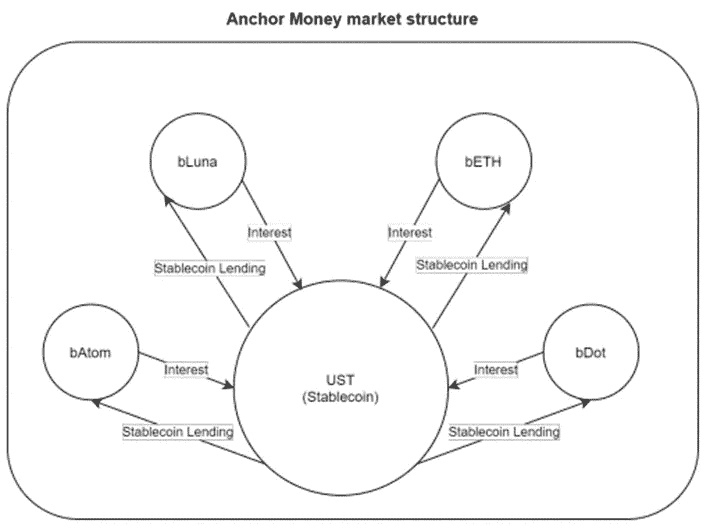 Anchor Money market structure
bLuna
bETH
Interest
Interest
Stablecoin Lending
Stablecoin Lending
bAtom
Interest
UST
(Stablecoin)
Interest
bDot
Stablecoin Lending
Stablecoin Lending